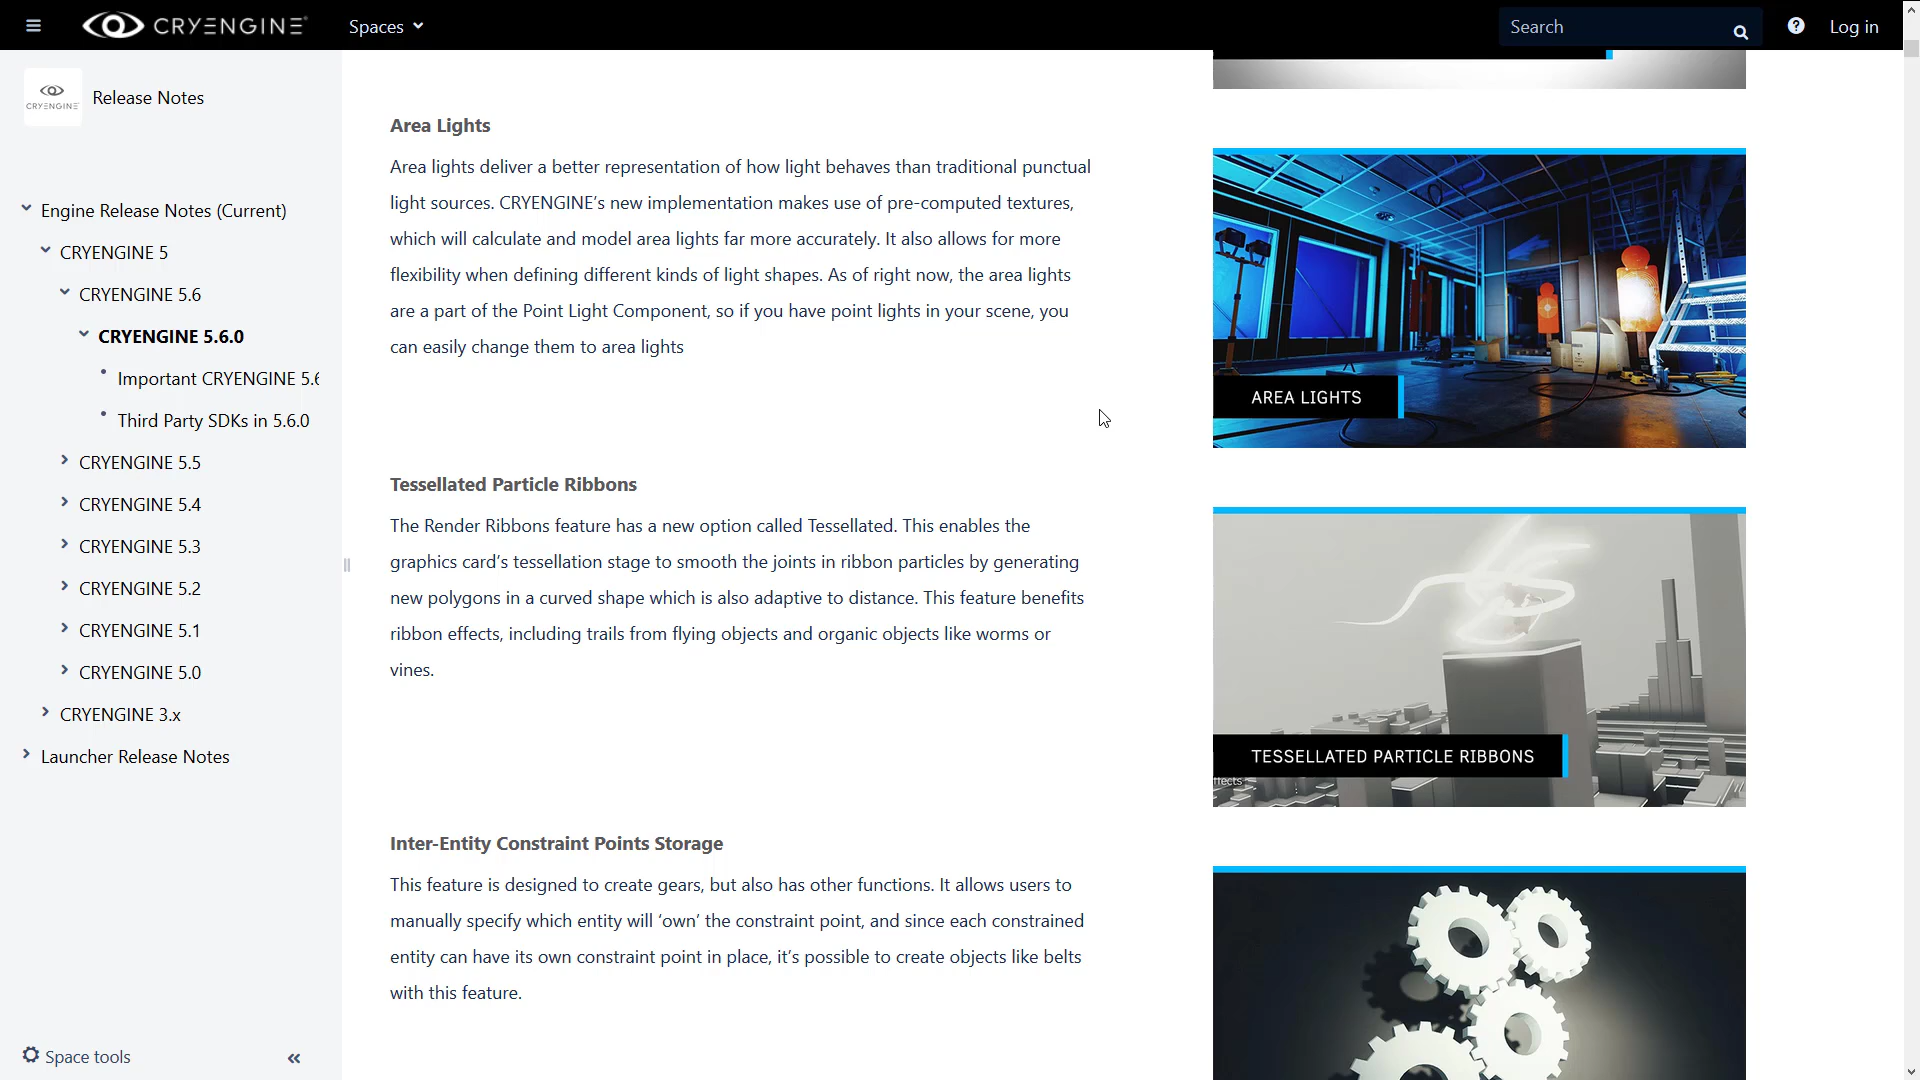 CRYENGINE
Spaces
Search
Log in
CRYENGINE
Release Notes
Engine Release Notes (Current)
CRYENGINE 5
CRYENGINE 5.6
CRYENGINE 5.6.0
Important CRYENGINE 5.6
Third Party SDKs in 5.6.0
CRYENGINE 5.5
CRYENGINE 5.4
CRYENGINE 5.3
CRYENGINE 5.2
CRYENGINE 5.1
CRYENGINE 5.0
CRYENGINE 3.x
Launcher Release Notes
Space tools
Area Lights
Area lights deliver a better representation of how light behaves than traditional punctual
light sources. CRYENGINE’s new implementation makes use of pre-computed textures,
which will calculate and model area lights far more accurately. It also allows for more
flexibility when defining different kinds of light shapes. As of right now, the area lights
are a part of the Point Light Component, so if you have point lights in your scene, you
can easily change them to area lights
AREA LIGHTS
Tessellated Particle Ribbons
The Render Ribbons feature has a new option called Tessellated. This enables the
graphics card’s tessellation stage to smooth the joints in ribbon particles by generating
new polygons in a curved shape which is also adaptive to distance. This feature benefits
ribbon effects, including trails from flying objects and organic objects like worms or
vines.
TESSELLATED PARTICLE RIBBONS
ffects
Inter-Entity Constraint Points Storage
This feature is designed to create gears, but also has other functions. It allows users to
manually specify which entity will ‘own’ the constraint point, and since each constrained
entity can have its own constraint point in place, it’s possible to create objects like belts
with this feature.